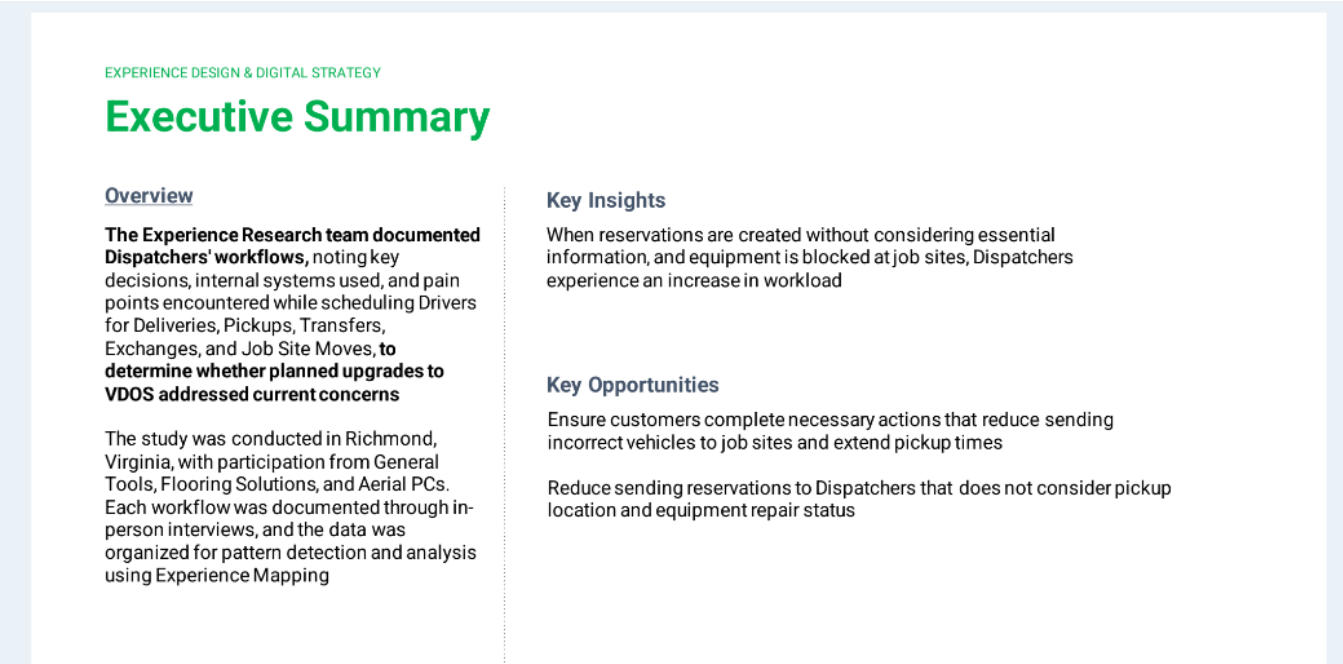 EXPERIENCE DESIGN & DIGITAL STRATEGY
Executive Summary
Overview
The Experience Research team documented
Dispatchers' workflows, noting key
decisions, internal systems used, and pain
points encountered while scheduling Drivers
for Deliveries, Pickups, Transfers,
Exchanges, and Job Site Moves, to
determine whether planned upgrades to
VDOS addressed current concerns
The study was conducted in Richmond,
Virginia, with participation from General
Tools, Flooring Solutions, and Aerial PCs.
Each workflow was documented through in-
person interviews, and the data was
organized for pattern detection and analysis
using Experience Mapping
Key Insights
When reservations are created without considering essential
information, and equipment is blocked at job sites, Dispatchers
experience an increase in workload
Key Opportunities
Ensure customers complete necessary actions that reduce sending
incorrect vehicles to job sites and extend pickup times
Reduce sending reservations to Dispatchers that does not consider pickup
location and equipment repair status